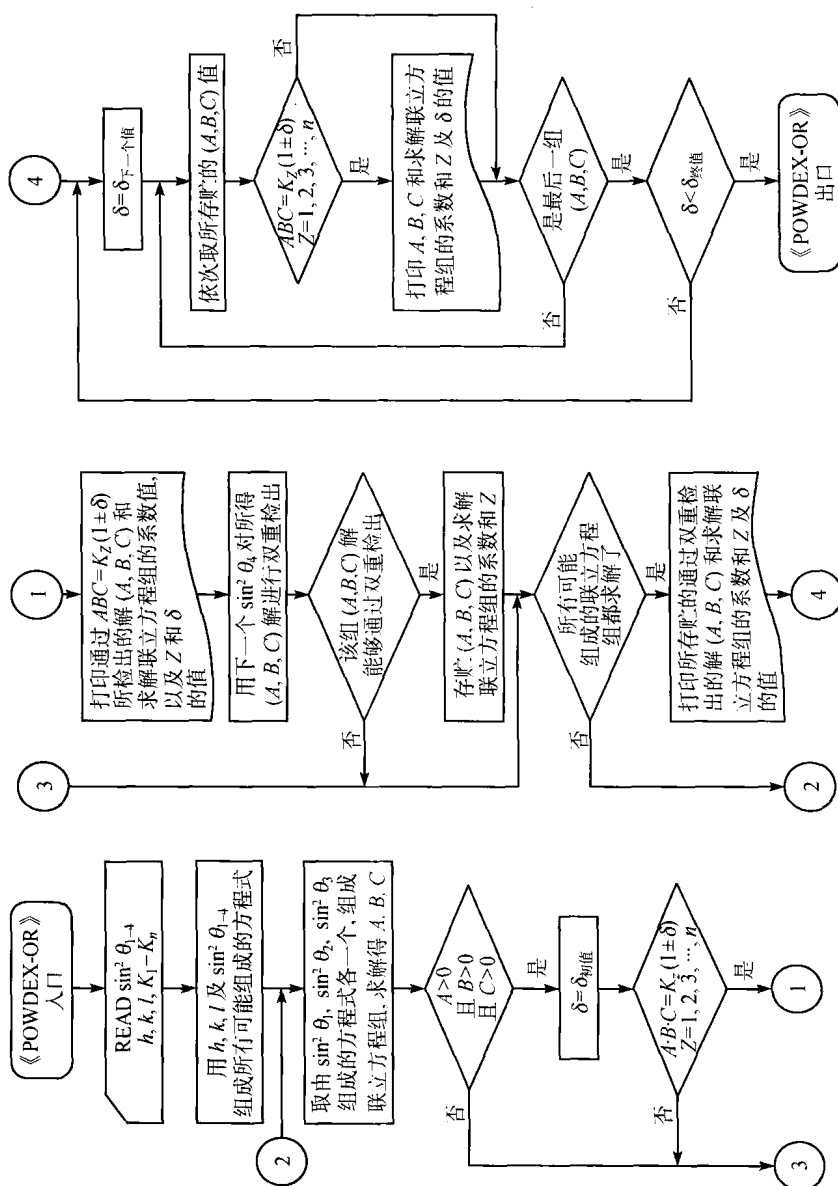 《POWDEX-OR》
入口
READ sin² θ₁₋₄
h, k, l, K₁−Kₙ
用 h, k, l 及 sin² θ₁₋₄
组成所有可能组成的方程式
2
取由 sin² θ₁, sin² θ₂, sin² θ₃
组成的方程式各一个, 组成
联立方程组, 求解得 A, B, C
A>0
且 B>0
且 C>0
否
是
δ=δ初值
A·B·C=K_Z(1±δ)
Z=1, 2, 3, ···, n
否
是
3
1
1
3
打印通过 ABC=K_Z(1±δ)
所检出的解 (A, B, C) 和
求解联立方程组的系数值,
以及 Z 和 δ
的值
用下一个 sin² θ₄ 对所得
(A, B, C) 解进行双重检出
该组 (A,B,C) 解
能够通过双重检出
否
是
存贮 (A, B, C) 以及求解
联立方程组的系数和 Z
所有可能
组成的联立方程
组都求解了
否
是
打印所存贮的通过双重检
出的解 (A, B, C) 和求解联
立方程组的系数和 Z 及 δ
的值
2
4
4
δ=δ下一个值
依次取所存贮的 (A,B,C) 值
ABC=K_Z(1±δ)
Z=1, 2, 3, ···, n
否
是
打印 A, B, C 和求解联立方
程组的系数和 Z 及 δ 的值
是最后一组
(A,B,C)
否
是
δ<δ终值
否
是
《POWDEX-OR》
出口